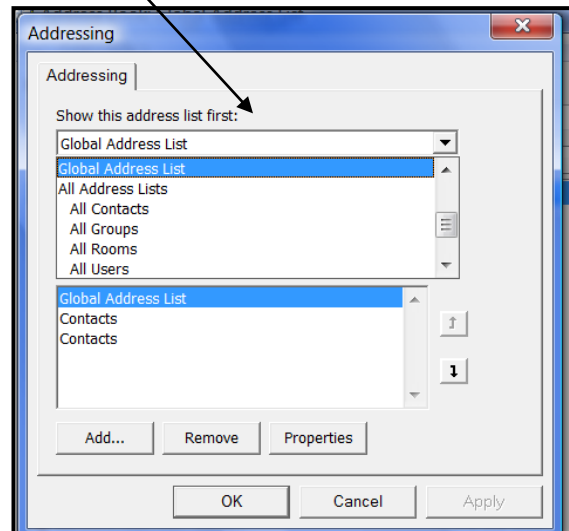 Addressing
Addressing
Show this address list first:
Global Address List
Global Address List
All Address Lists
All Contacts
All Groups
All Rooms
All Users
Global Address List
Contacts
Contacts
Add... Remove Properties
OK Cancel Apply